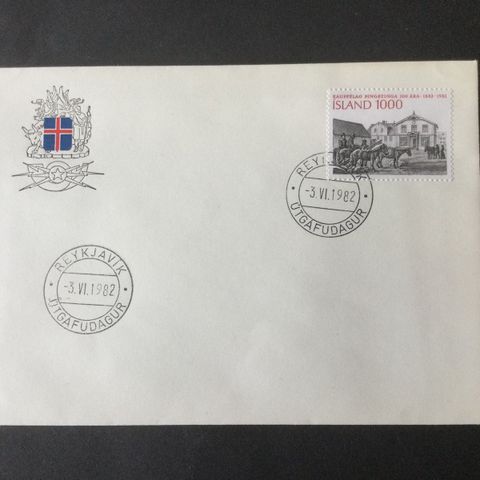 KAUPFÉLAG ÞINGEYINGA 100 ÁRA · 1882-1982
ÍSLAND 1000
REYKJAVÍK
-3.VI.1982
ÚTGÁFUDAGUR
REYKJAVÍK
-3.VI.1982
ÚTGÁFUDAGUR